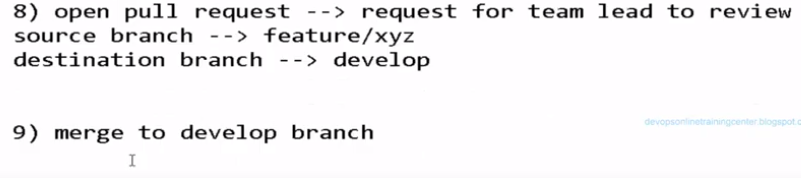 8) open pull request --> request for team lead to review
source branch --> feature/xyz
destination branch --> develop
9) merge to develop branch
devopsonlinetrainingcenter.blogspot.c